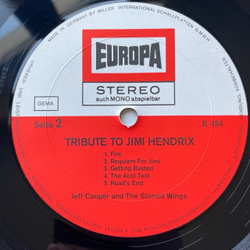 MADE IN GERMANY BY MILLER INTERNATIONAL SCHALLPLATTEN G.M.B.H.
EUROPA
STEREO
auch MONO abspielbar
GEMA
Seite 2
E 454
TRIBUTE TO JIMI HENDRIX
1. Fire
2. Requiem For Jimi
3. Getting Busted
4. The Acid Test
5. Road's End
Jeff Cooper and The Stoned Wings